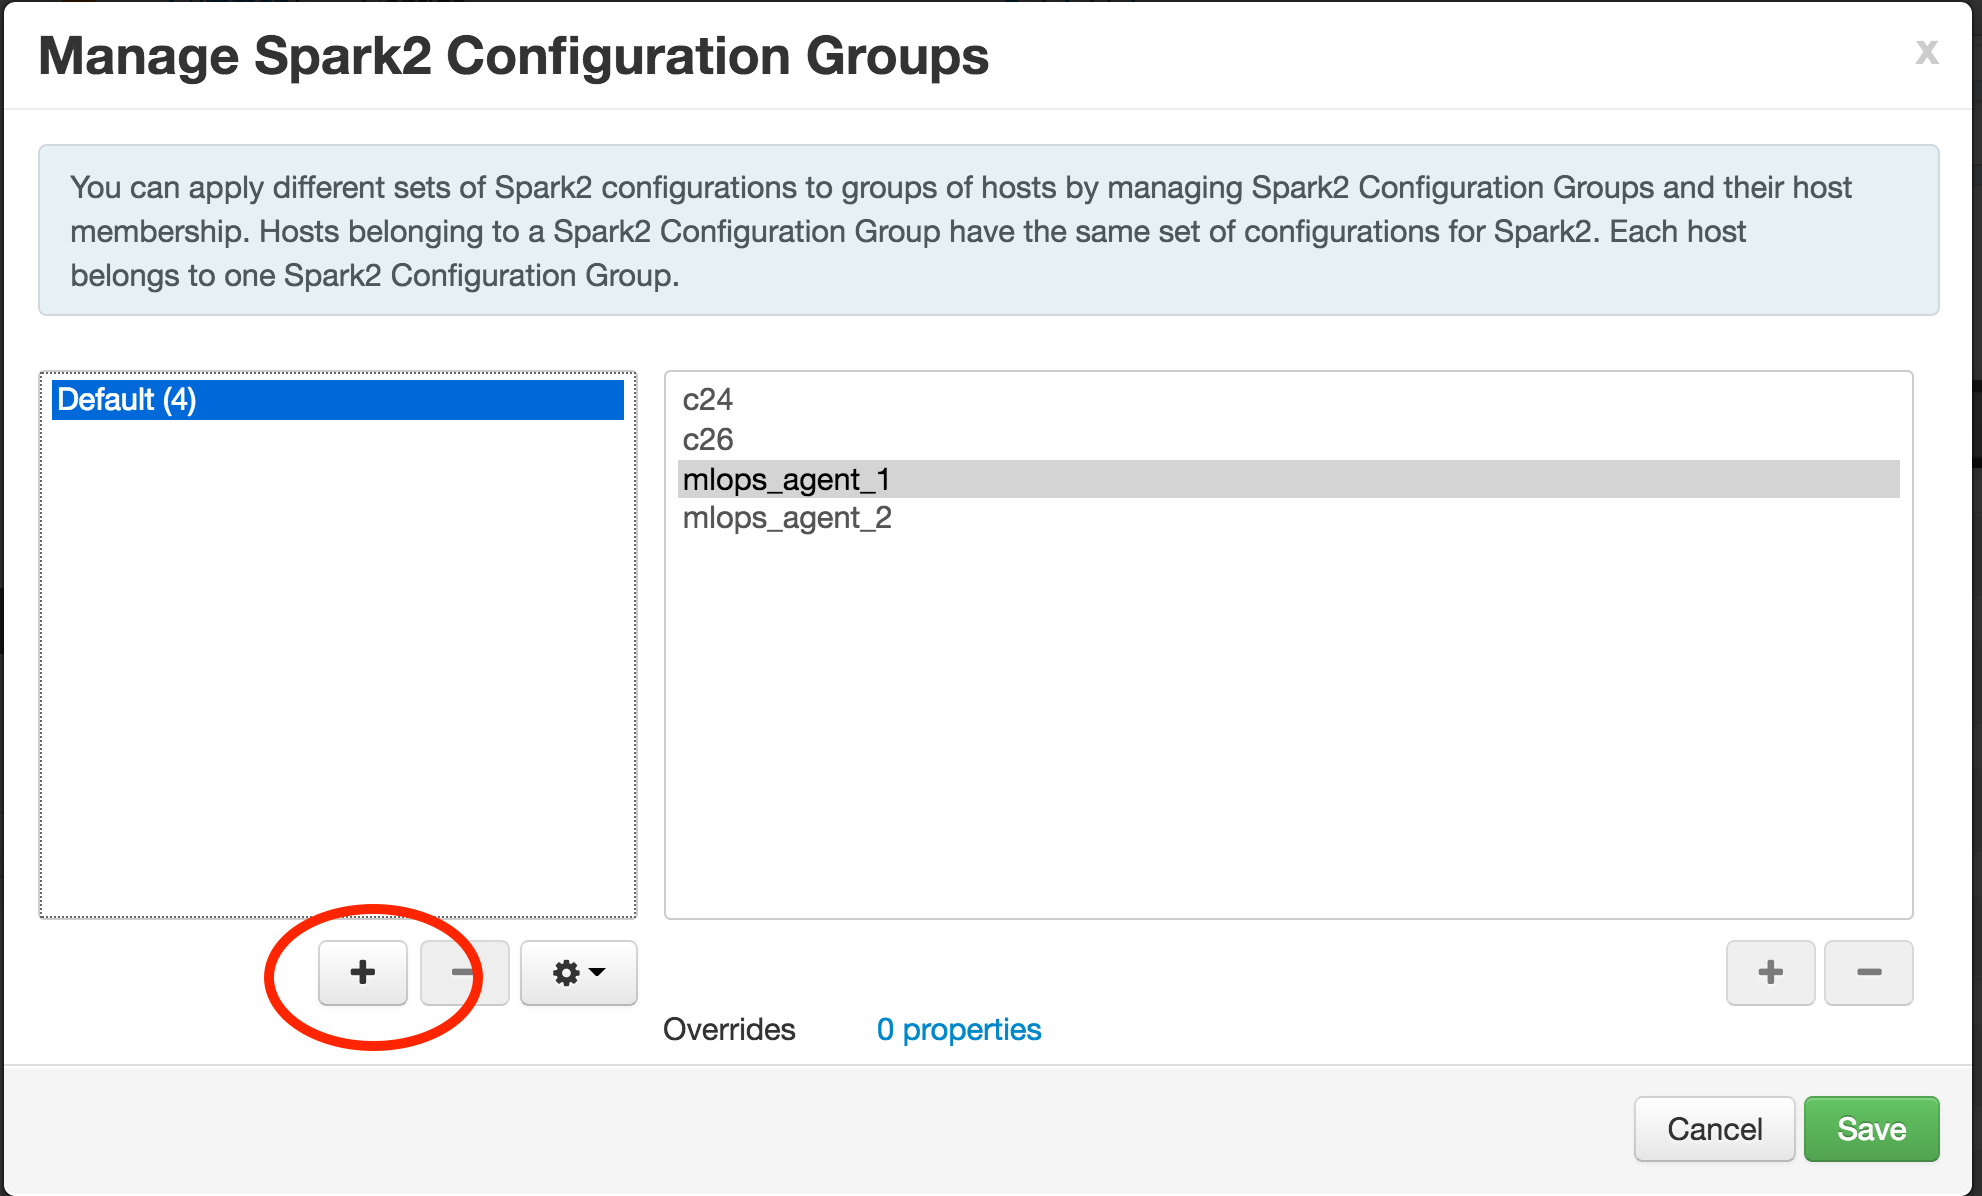 Manage Spark2 Configuration Groups
x
You can apply different sets of Spark2 configurations to groups of hosts by managing Spark2 Configuration Groups and their host
membership. Hosts belonging to a Spark2 Configuration Group have the same set of configurations for Spark2. Each host
belongs to one Spark2 Configuration Group.
Default (4)
c24
c26
mlops_agent_1
mlops_agent_2
Overrides 0 properties
Cancel Save